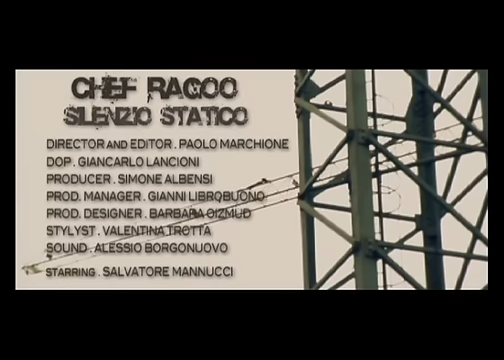 CHEF RAGOO
SILENZIO STATICO
DIRECTOR AND EDITOR . PAOLO MARCHIONE
DOP . GIANCARLO LANCIONI
PRODUCER . SIMONE ALBENSI
PROD. MANAGER . GIANNI LIBROBUONO
PROD. DESIGNER . BARBARA OIZMUD
STYLYST . VALENTINA TROTTA
SOUND . ALESSIO BORGONUOVO
STARRING . SALVATORE MANNUCCI